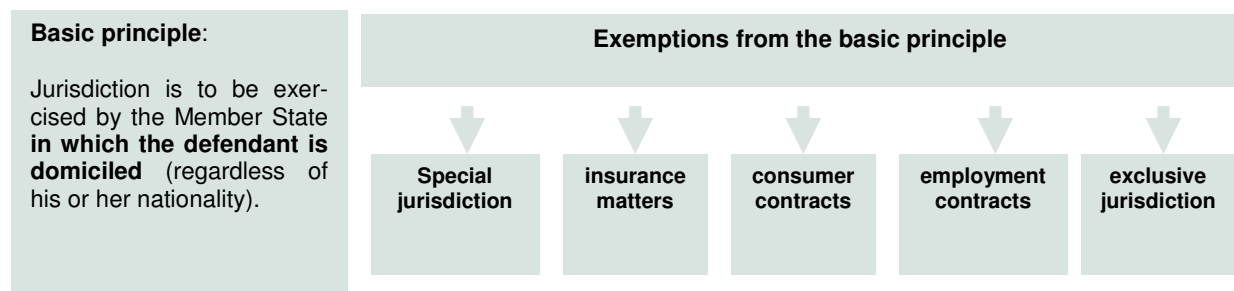 Basic principle:
Jurisdiction is to be exer-
cised by the Member State
in which the defendant is
domiciled (regardless of
his or her nationality).
Exemptions from the basic principle
Special
jurisdiction
insurance
matters
consumer
contracts
employment
contracts
exclusive
jurisdiction